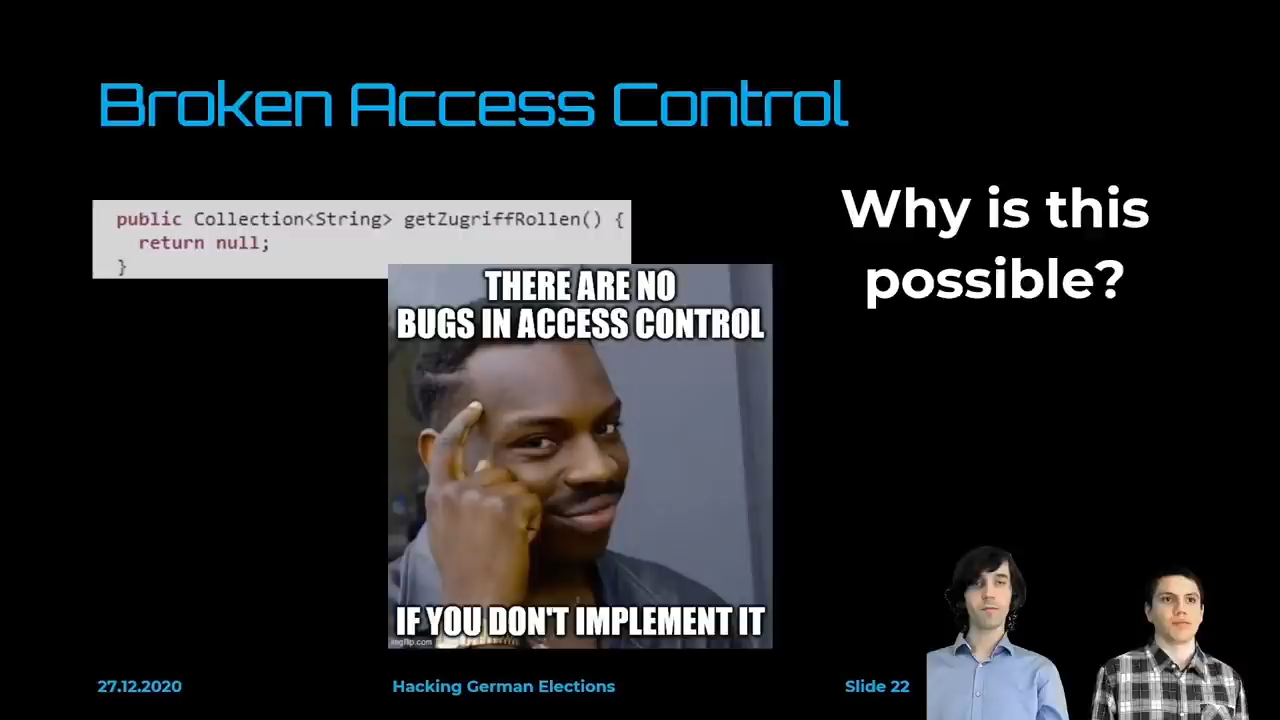 Broken Access Control
public Collection<String> getZugriffRollen() {
return null;
}
Why is this
possible?
THERE ARE NO
BUGS IN ACCESS CONTROL
IF YOU DON'T IMPLEMENT IT
imgflip.com
27.12.2020
Hacking German Elections
Slide 22